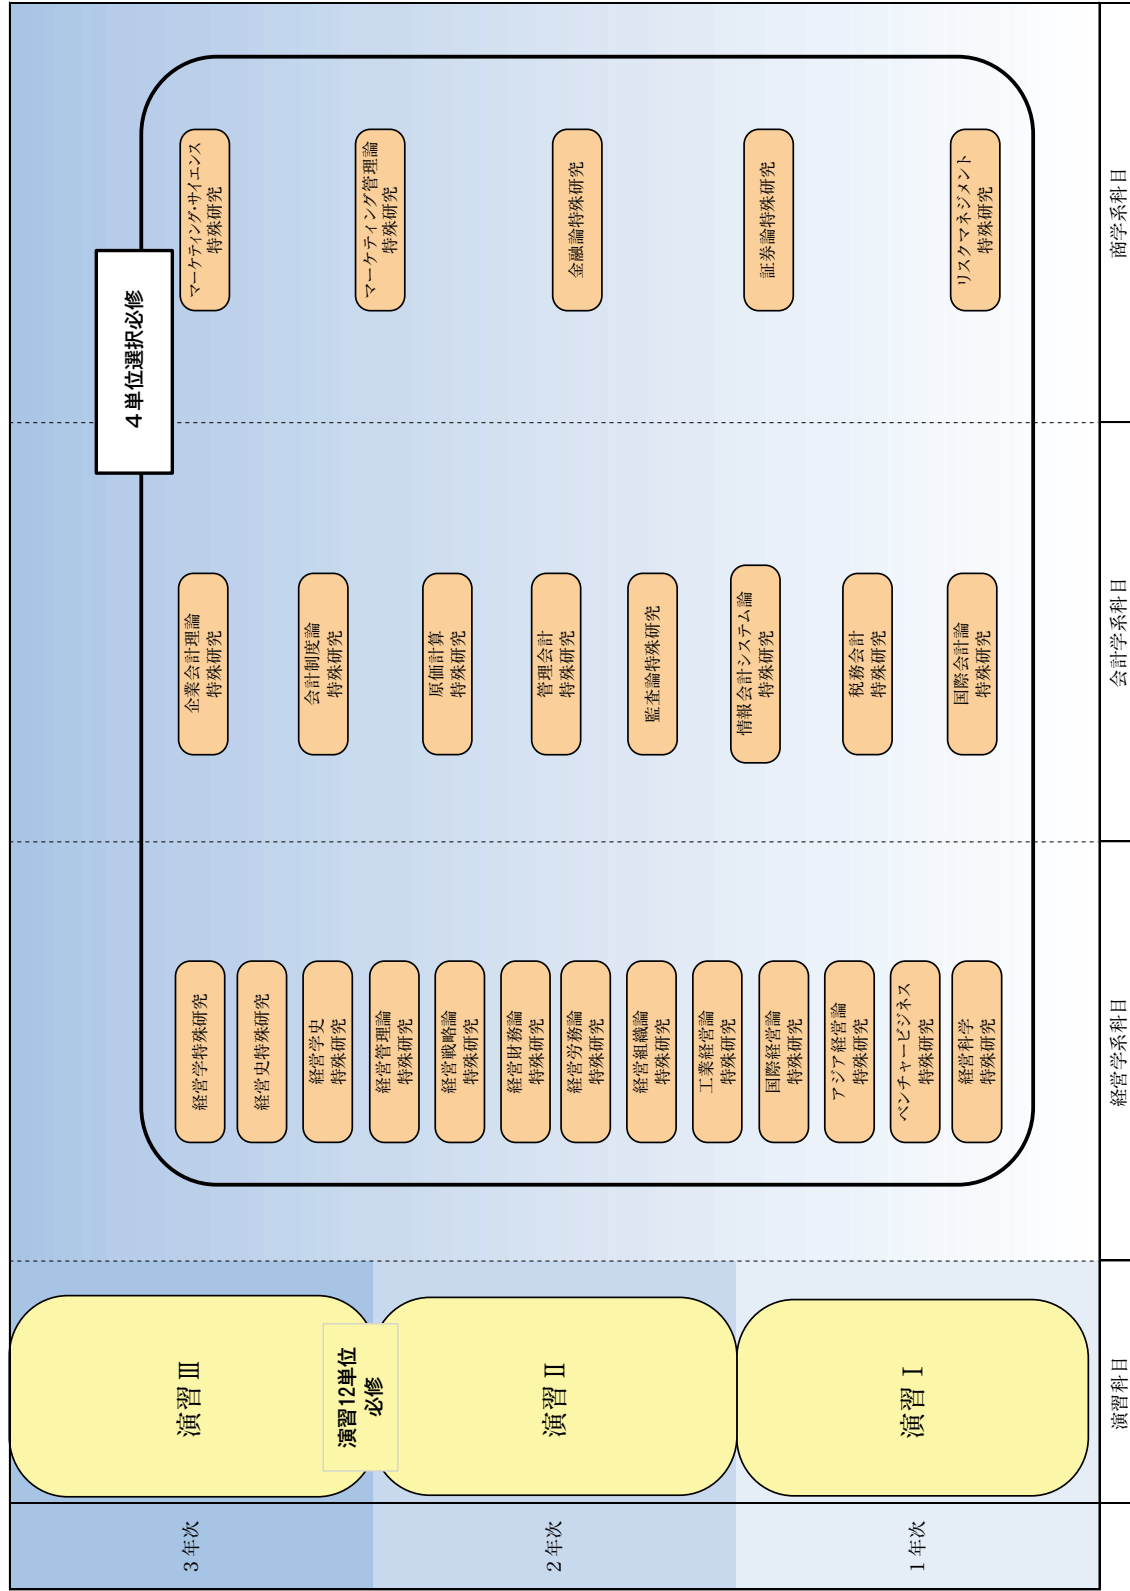 3年次
2年次
1年次
演習Ⅲ
演習12単位
必修
演習Ⅱ
演習Ⅰ
演習科目
4単位選択必修
経営学特殊研究
経営史特殊研究
経営学史
特殊研究
経営管理論
特殊研究
経営戦略論
特殊研究
経営財務論
特殊研究
経営労務論
特殊研究
経営組織論
特殊研究
工業経営論
特殊研究
国際経営論
特殊研究
アジア経営論
特殊研究
ベンチャービジネス
特殊研究
経営科学
特殊研究
経営学系科目
企業会計理論
特殊研究
会計制度論
特殊研究
原価計算
特殊研究
管理会計
特殊研究
監査論特殊研究
情報会計システム論
特殊研究
税務会計
特殊研究
国際会計論
特殊研究
会計学系科目
マーケティング・サイエンス
特殊研究
マーケティング管理論
特殊研究
金融論特殊研究
証券論特殊研究
リスクマネジメント
特殊研究
商学系科目